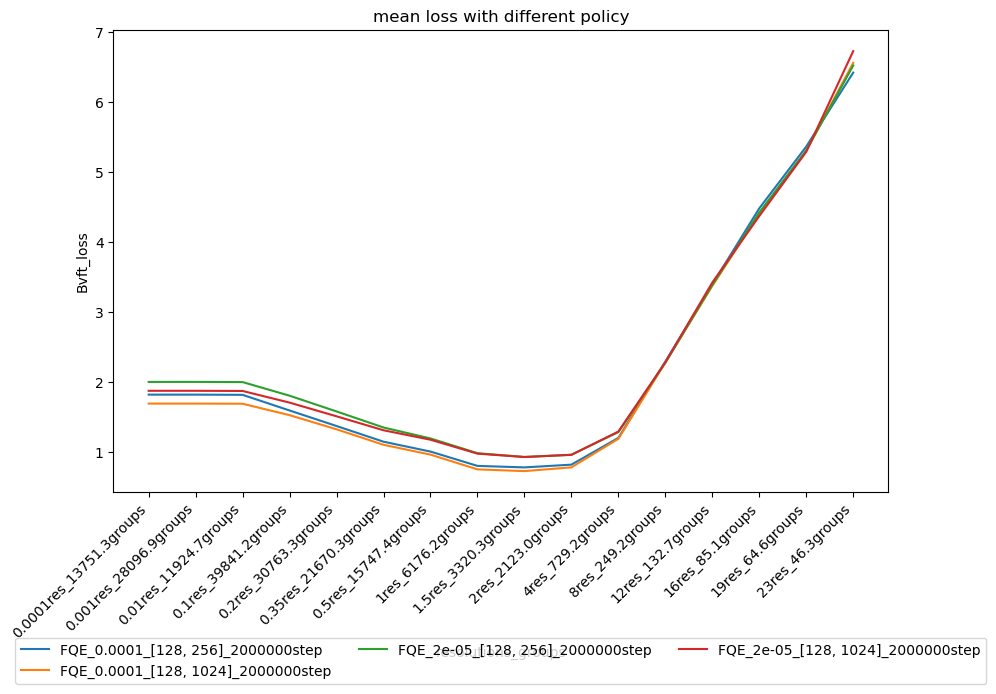 mean loss with different policy
7
6
5
4
3
2
1
Bvft_loss
0.0001res_13751.3groups
0.001res_28096.9groups
0.01res_11924.7groups
0.1res_39841.2groups
0.2res_30763.3groups
0.35res_21670.3groups
0.5res_15747.4groups
1res_6176.2groups
1.5res_3320.3groups
2res_2123.0groups
4res_729.2groups
8res_249.2groups
12res_132.7groups
16res_85.1groups
19res_64.6groups
23res_46.3groups
FQE_0.0001_[128, 256]_2000000step
FQE_0.0001_[128, 1024]_2000000step
FQE_2e-05_[128, 256]_2000000step
FQE_2e-05_[128, 1024]_2000000step